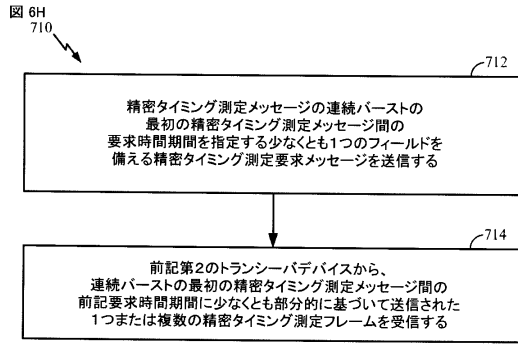 図 6H
710
712
精密タイミング測定メッセージの連続バーストの
最初の精密タイミング測定メッセージ間の
要求時間期間を指定する少なくとも1つのフィールドを
備える精密タイミング測定要求メッセージを送信する
714
前記第2のトランシーバデバイスから、
連続バーストの最初の精密タイミング測定メッセージ間の
前記要求時間期間に少なくとも部分的に基づいて送信された
1つまたは複数の精密タイミング測定フレームを受信する